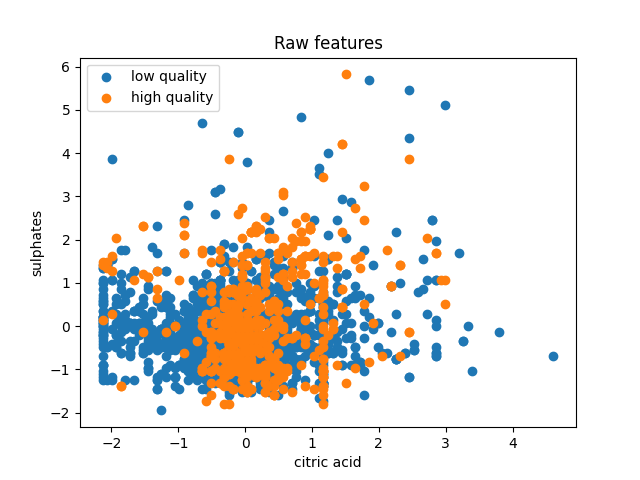 Raw features
low quality
high quality
6
5
4
3
2
1
0
−1
−2
sulphates
−2 −1 0 1 2 3 4
citric acid